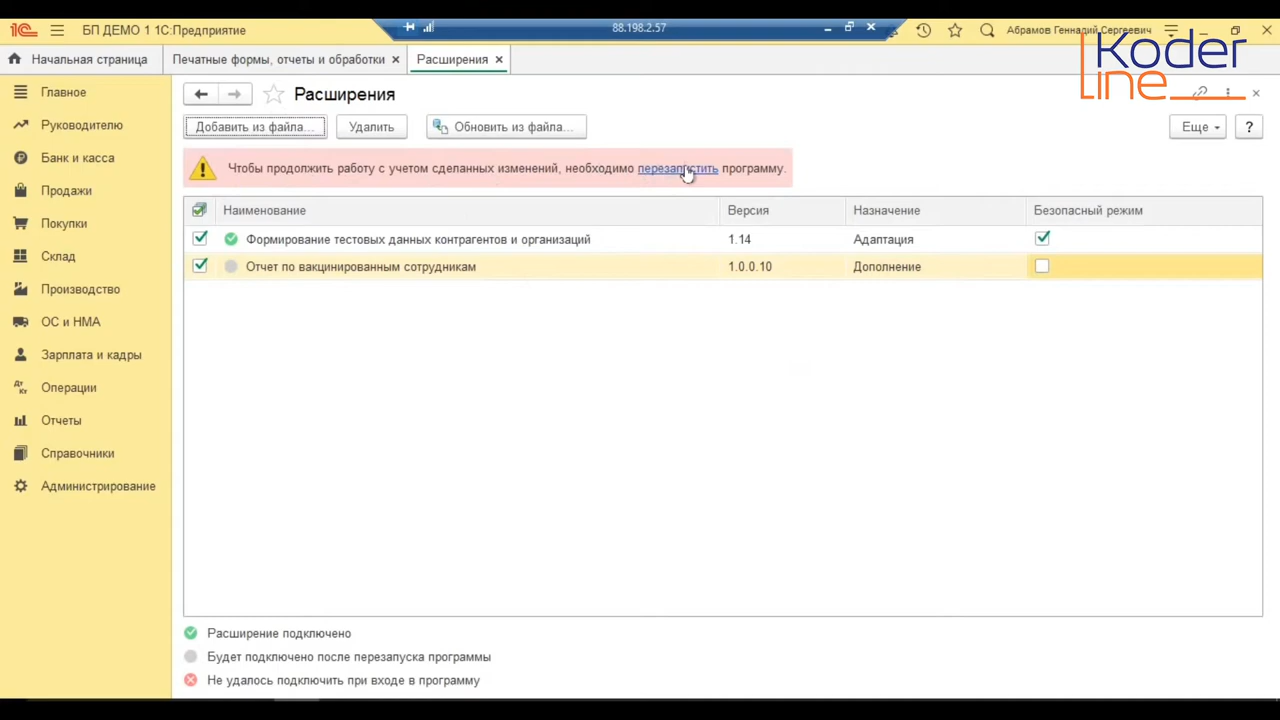 1С БП ДЕМО 1 1С:Предприятие 88.198.2.57 Абрамов Геннадий Сергеевич
Koder
line
Начальная страница Печатные формы, отчеты и обработки × Расширения ×
Главное
Руководителю
Банк и касса
Продажи
Покупки
Склад
Производство
ОС и НМА
Зарплата и кадры
Операции
Отчеты
Справочники
Администрирование
Расширения
Добавить из файла... Удалить Обновить из файла... Еще ?
Чтобы продолжить работу с учетом сделанных изменений, необходимо перезапустить программу.
Наименование Версия Назначение Безопасный режим
Формирование тестовых данных контрагентов и организаций 1.14 Адаптация
Отчет по вакцинированным сотрудникам 1.0.0.10 Дополнение
Расширение подключено
Будет подключено после перезапуска программы
Не удалось подключить при входе в программу